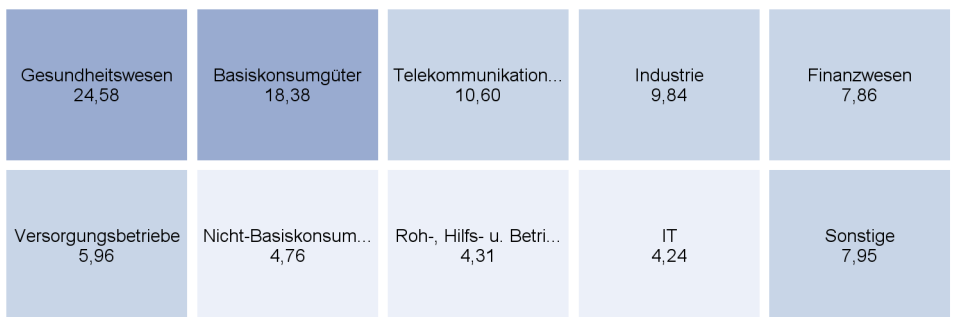 Gesundheitswesen
24,58
Basiskonsumgüter
18,38
Telekommunikation...
10,60
Industrie
9,84
Finanzwesen
7,86
Versorgungsbetriebe
5,96
Nicht-Basiskonsum...
4,76
Roh-, Hilfs- u. Betri...
4,31
IT
4,24
Sonstige
7,95